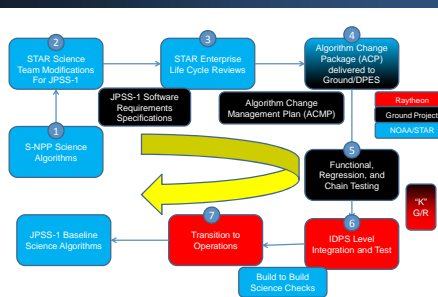 2
STAR Science
Team Modifications
For JPSS-1
3
STAR Enterprise
Life Cycle Reviews
4
Algorithm Change
Package (ACP)
delivered to
Ground/DPES
JPSS-1 Software
Requirements
Specifications
Algorithm Change
Management Plan (ACMP)
Raytheon
Ground Project
NOAA/STAR
1
S-NPP Science
Algorithms
5
Functional,
Regression, and
Chain Testing
"K"
G/R
7
Transition to
Operations
6
IDPS Level
Integration and Test
JPSS-1 Baseline
Science Algorithms
Build to Build
Science Checks